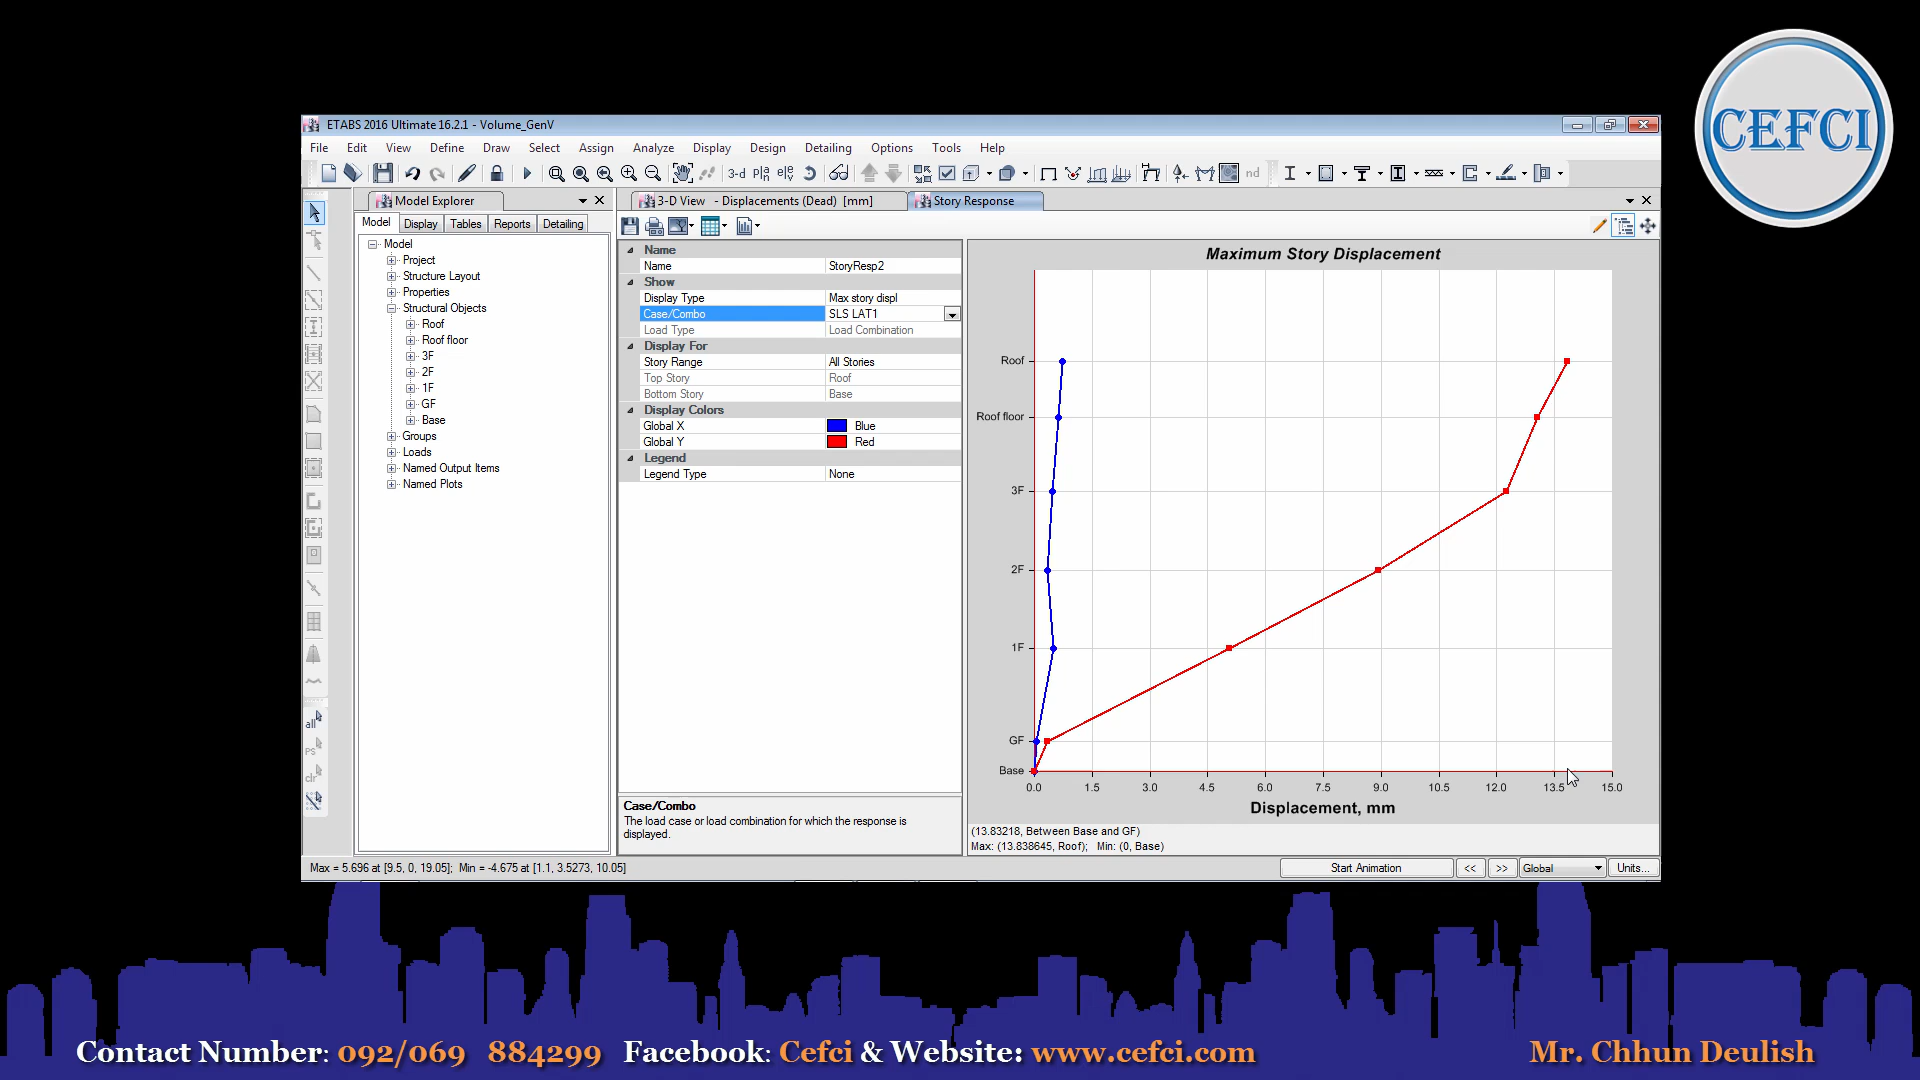 CEFCI
ETABS 2016 Ultimate 16.2.1 - Volume_GenV
File Edit View Define Draw Select Assign Analyze Display Design Detailing Options Tools Help
3-d plạ elẹ nd
Model Explorer
3-D View - Displacements (Dead) [mm]
Story Response
Model Display Tables Reports Detailing
Model
Project
Structure Layout
Properties
Structural Objects
Roof
Roof floor
3F
2F
1F
GF
Base
Groups
Loads
Named Output Items
Named Plots
all
ps
clr
Name
Name StoryResp2
Show
Display Type Max story displ
Case/Combo SLS LAT1
Load Type Load Combination
Display For
Story Range All Stories
Top Story Roof
Bottom Story Base
Display Colors
Global X Blue
Global Y Red
Legend
Legend Type None
Case/Combo
The load case or load combination for which the response is
displayed.
Maximum Story Displacement
Roof
Roof floor
3F
2F
1F
GF
Base
0.0 1.5 3.0 4.5 6.0 7.5 9.0 10.5 12.0 13.5 15.0
Displacement, mm
(13.83218, Between Base and GF)
Max: (13.838645, Roof); Min: (0, Base)
Max = 5.696 at [9.5, 0, 19.05]; Min = -4.675 at [1.1, 3.5273, 10.05]
Start Animation << >> Global Units...
Contact Number: 092/069 884299 Facebook: Cefci & Website: www.cefci.com
Mr. Chhun Deulish